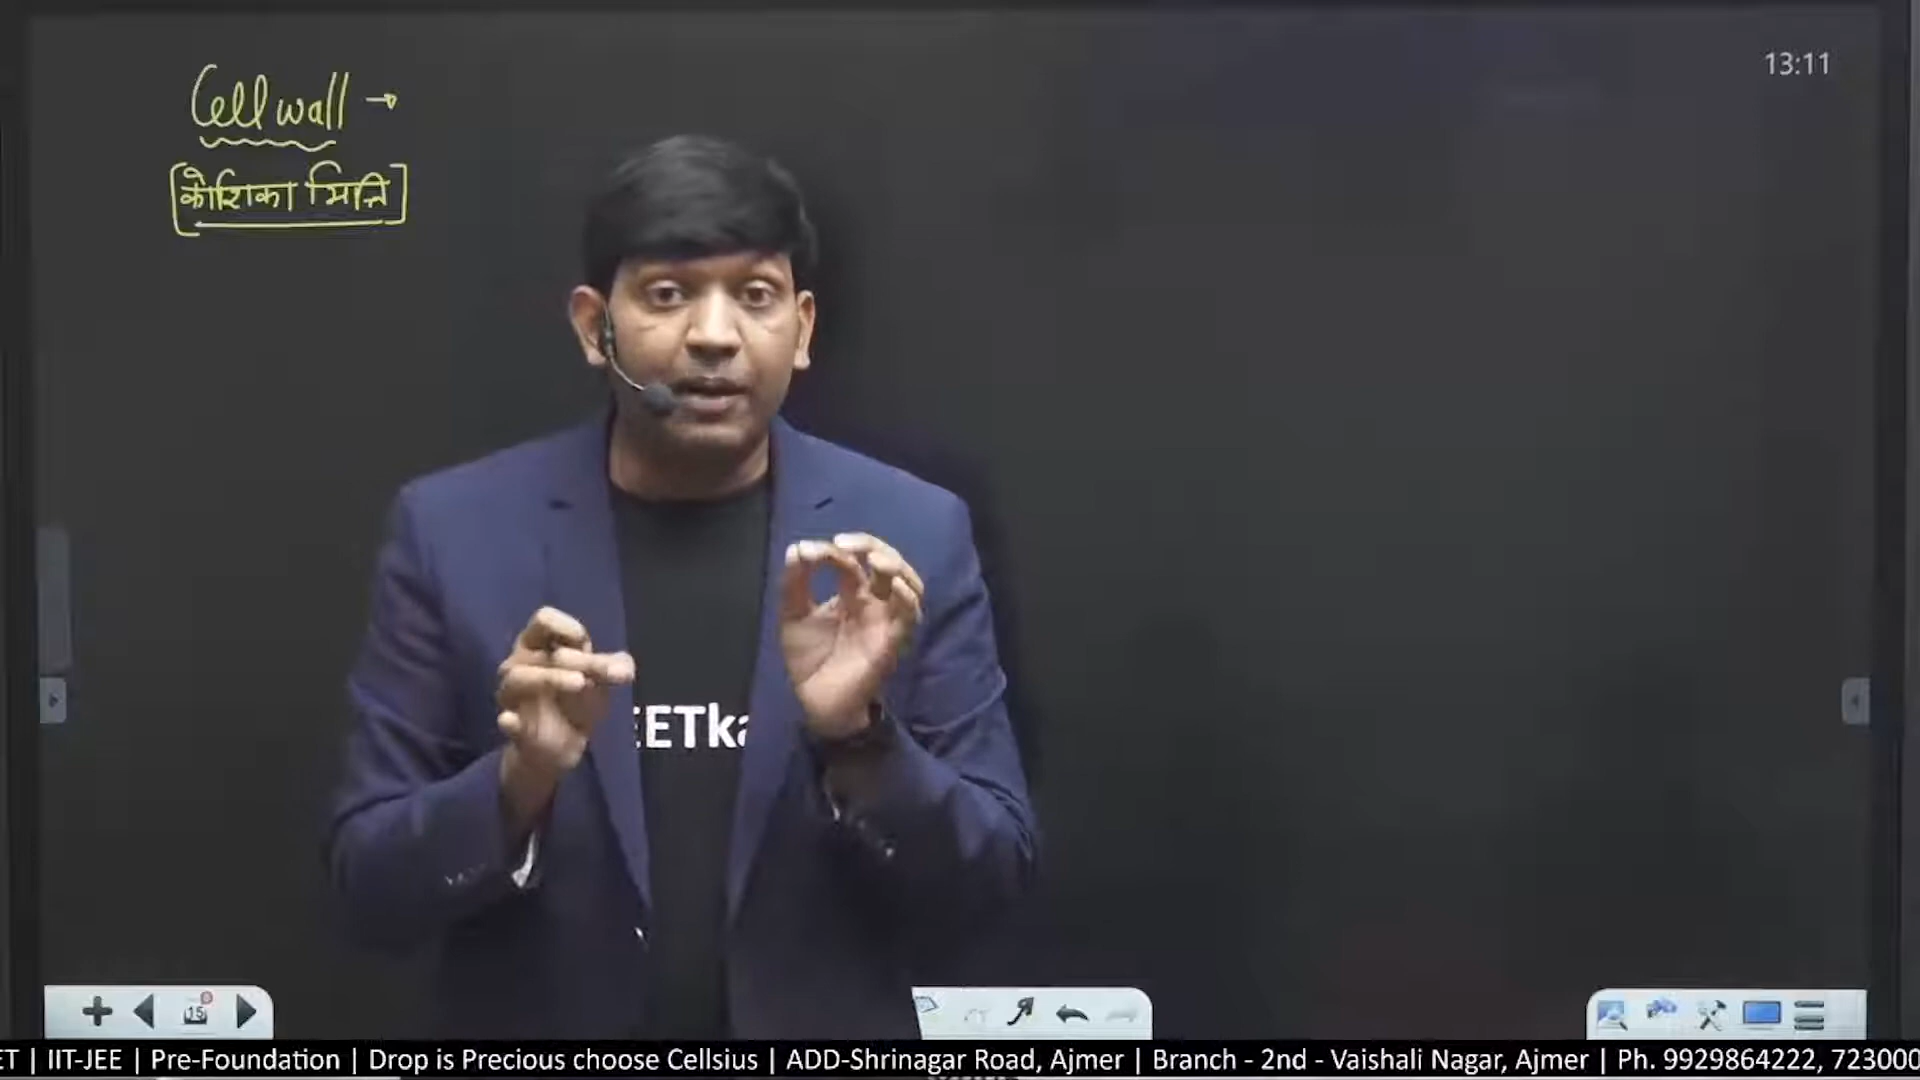 Cell wall →
13:11
[कोशिका भित्ति]
EETka
15
ET | IIT-JEE | Pre-Foundation | Drop is Precious choose Cellsius | ADD-Shrinagar Road, Ajmer | Branch - 2nd - Vaishali Nagar, Ajmer | Ph. 9929864222, 723000